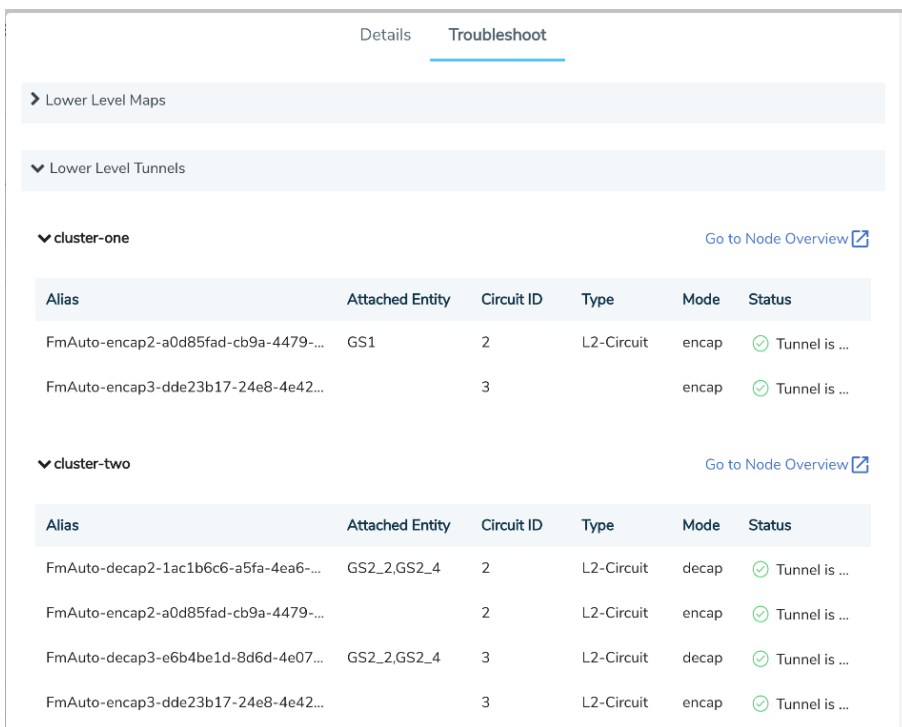 Details Troubleshoot
Lower Level Maps
Lower Level Tunnels
cluster-one Go to Node Overview
Alias Attached Entity Circuit ID Type Mode Status
FmAuto-encap2-a0d85fad-cb9a-4479-... GS1 2 L2-Circuit encap Tunnel is ...
FmAuto-encap3-dde23b17-24e8-4e42... 3 encap Tunnel is ...
cluster-two Go to Node Overview
Alias Attached Entity Circuit ID Type Mode Status
FmAuto-decap2-1ac1b6c6-a5fa-4ea6-... GS2_2,GS2_4 2 L2-Circuit decap Tunnel is ...
FmAuto-encap2-a0d85fad-cb9a-4479-... 2 L2-Circuit encap Tunnel is ...
FmAuto-decap3-e6b4be1d-8d6d-4e07... GS2_2,GS2_4 3 L2-Circuit decap Tunnel is ...
FmAuto-encap3-dde23b17-24e8-4e42... 3 L2-Circuit encap Tunnel is ...